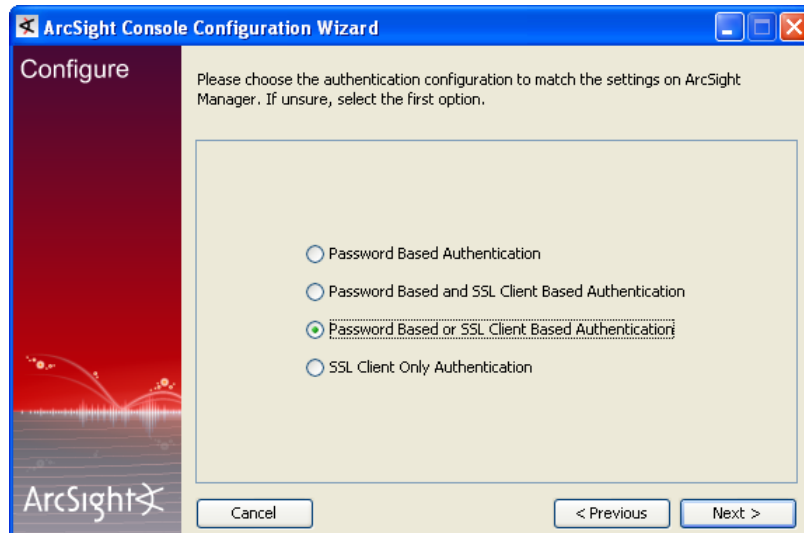 ArcSight Console Configuration Wizard
Configure
Please choose the authentication configuration to match the settings on ArcSight
Manager. If unsure, select the first option.
Password Based Authentication
Password Based and SSL Client Based Authentication
Password Based or SSL Client Based Authentication
SSL Client Only Authentication
ArcSight
Cancel
< Previous
Next >